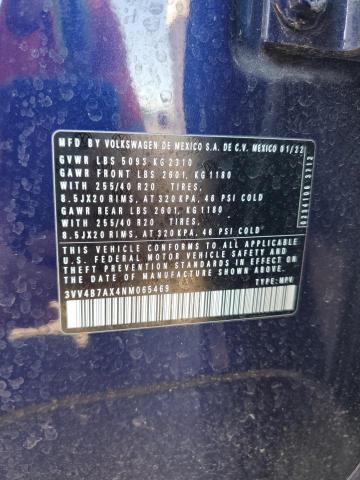 MFD BY VOLKSWAGEN DE MEXICO S.A. DE C.V. MEXICO 01/22
GVWR LBS 5093 KG 2310
GAWR FRONT LBS 2601, KG 1180
WITH 255/40 R20 TIRES,
8.5JX20 RIMS, AT 320 KPA, 46 PSI COLD
GAWR REAR LBS 2601, KG 1180
WITH 255/40 R20 TIRES,
8.5JX20 RIMS, AT 320 KPA, 46 PSI COLD
THIS VEHICLE CONFORMS TO ALL APPLICABLE
U.S. FEDERAL MOTOR VEHICLE SAFETY
AND THEFT PREVENTION STANDARDS IN EFFECT ON
THE DATE OF MANUFACTURE SHOWN ABOVE.
3VV4B7AX4NM065469 TYPE: MPV